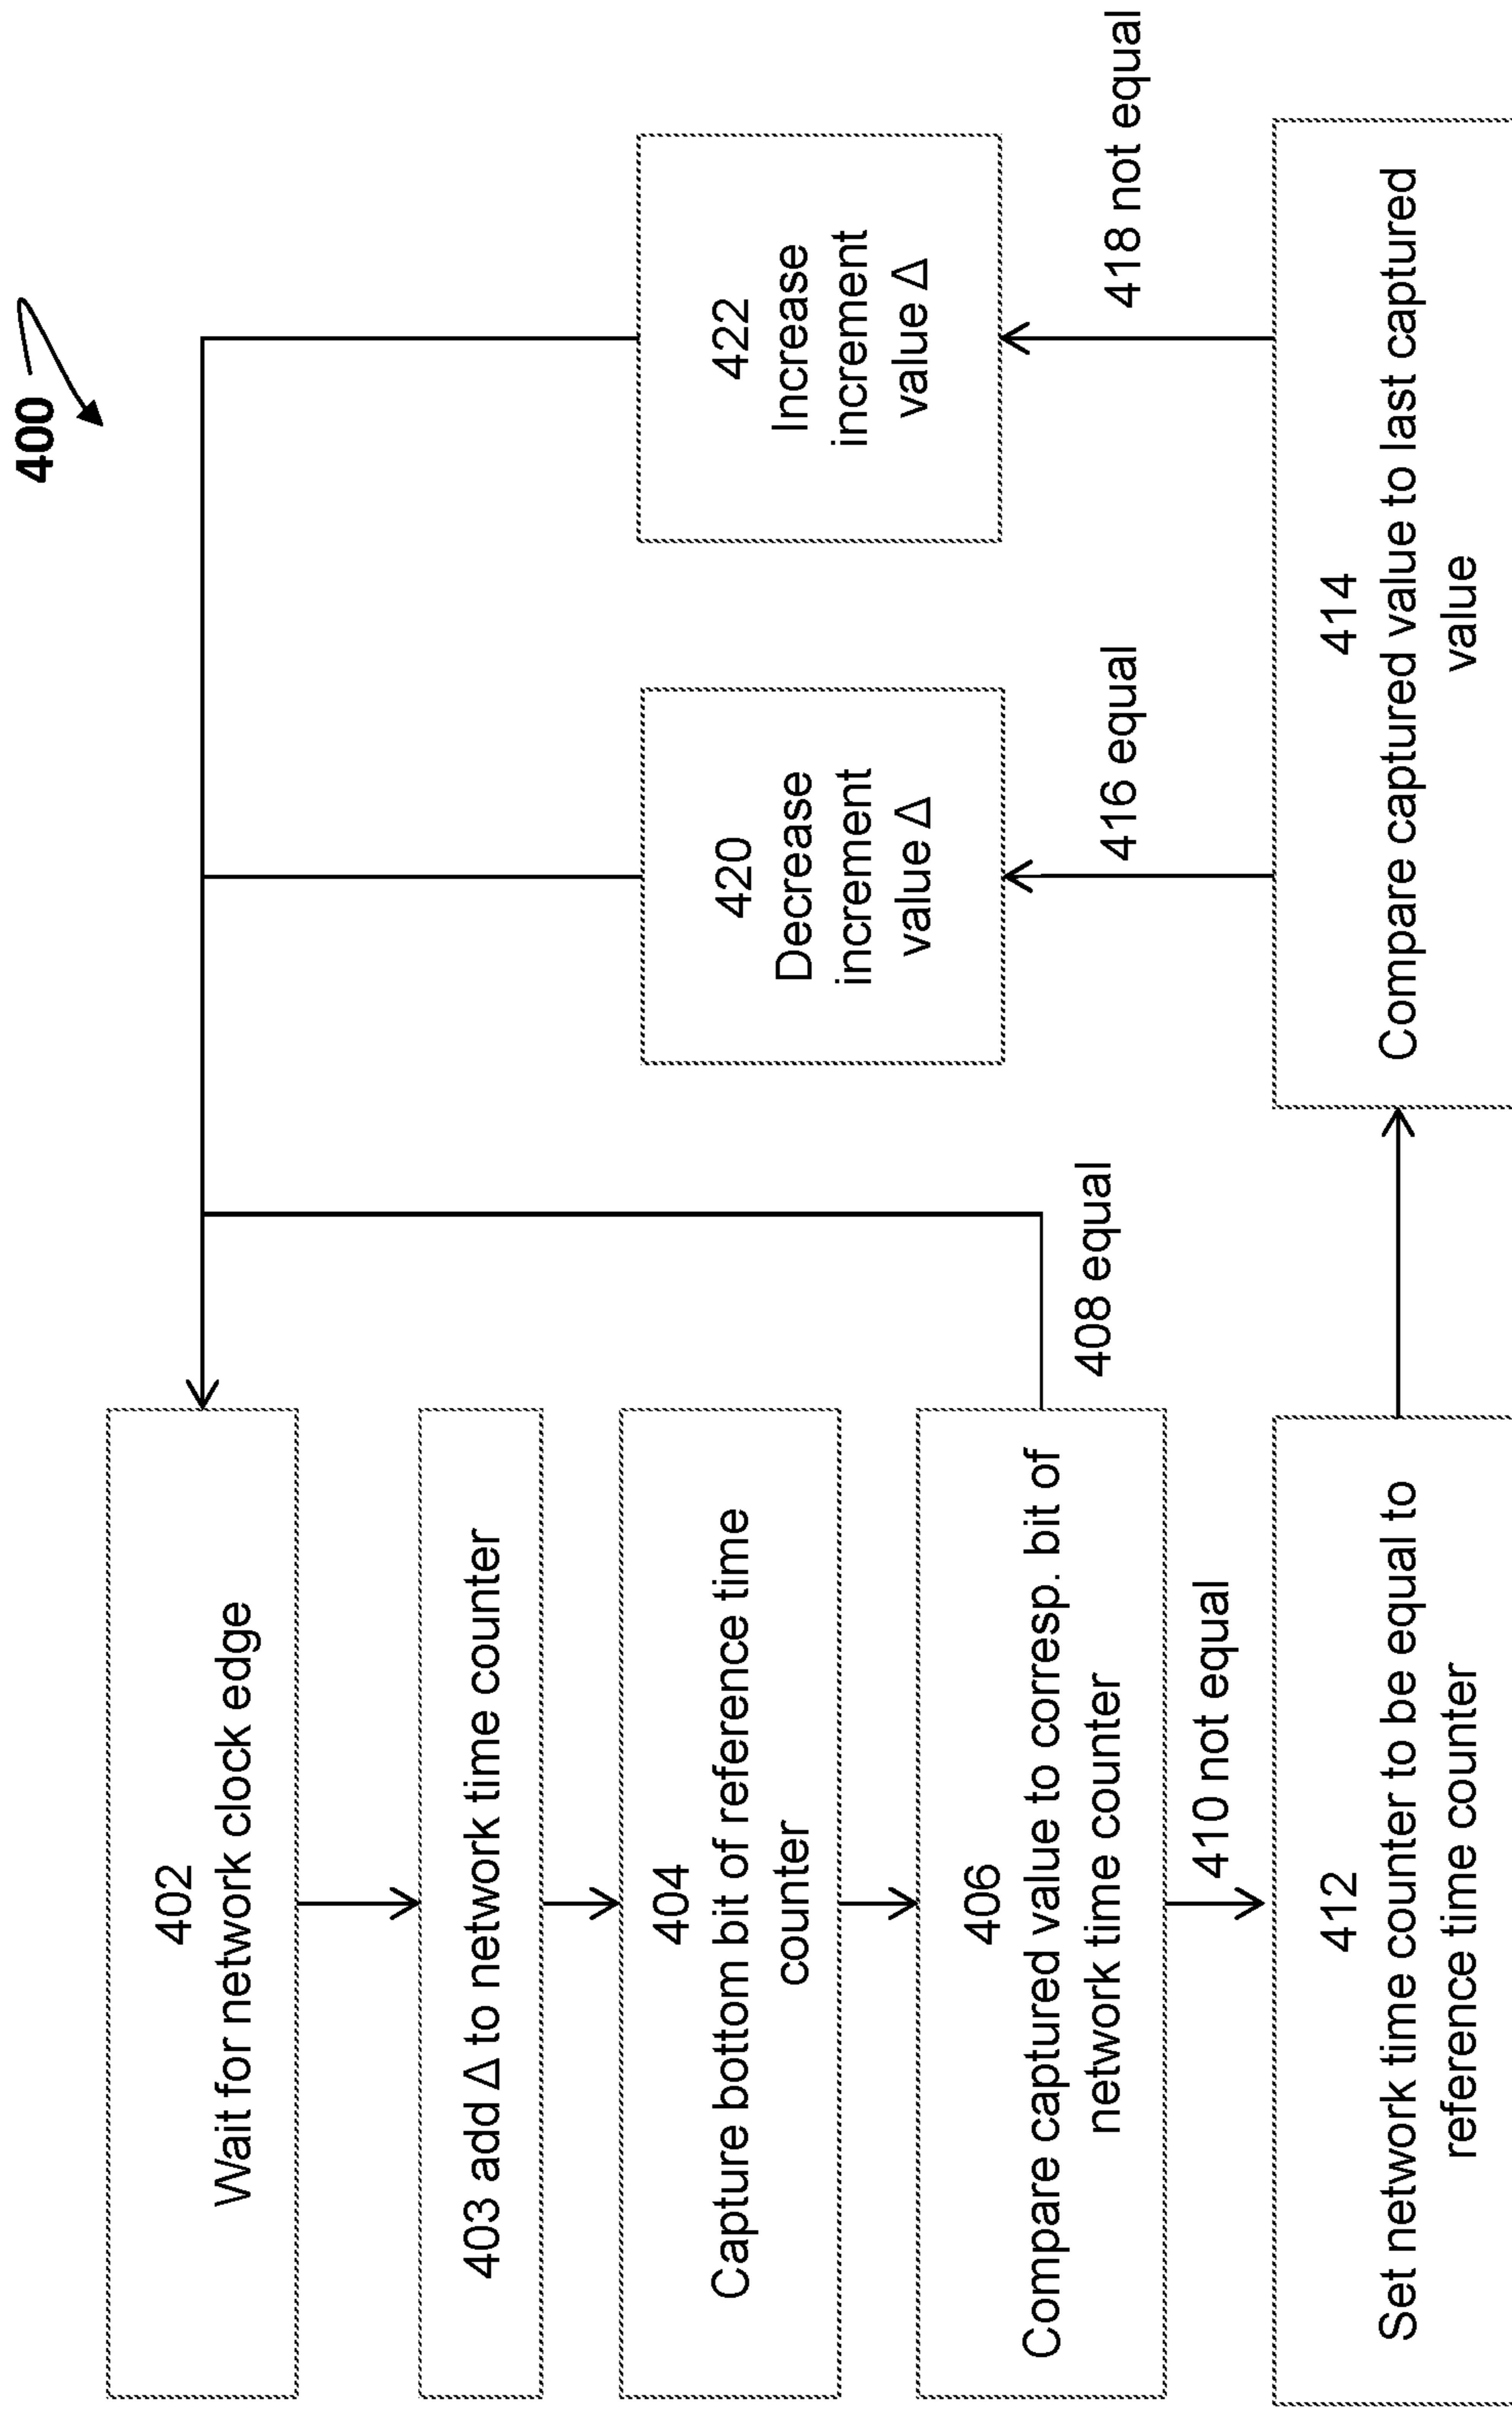 400
402
Wait for network clock edge
403 add Δ to network time counter
404
Capture bottom bit of reference time
counter
406
Compare captured value to corresp. bit of
network time counter
408 equal
410 not equal
412
Set network time counter to be equal to
reference time counter
414
Compare captured value to last captured
value
416 equal
418 not equal
420
Decrease
increment
value Δ
422
Increase
increment
value Δ